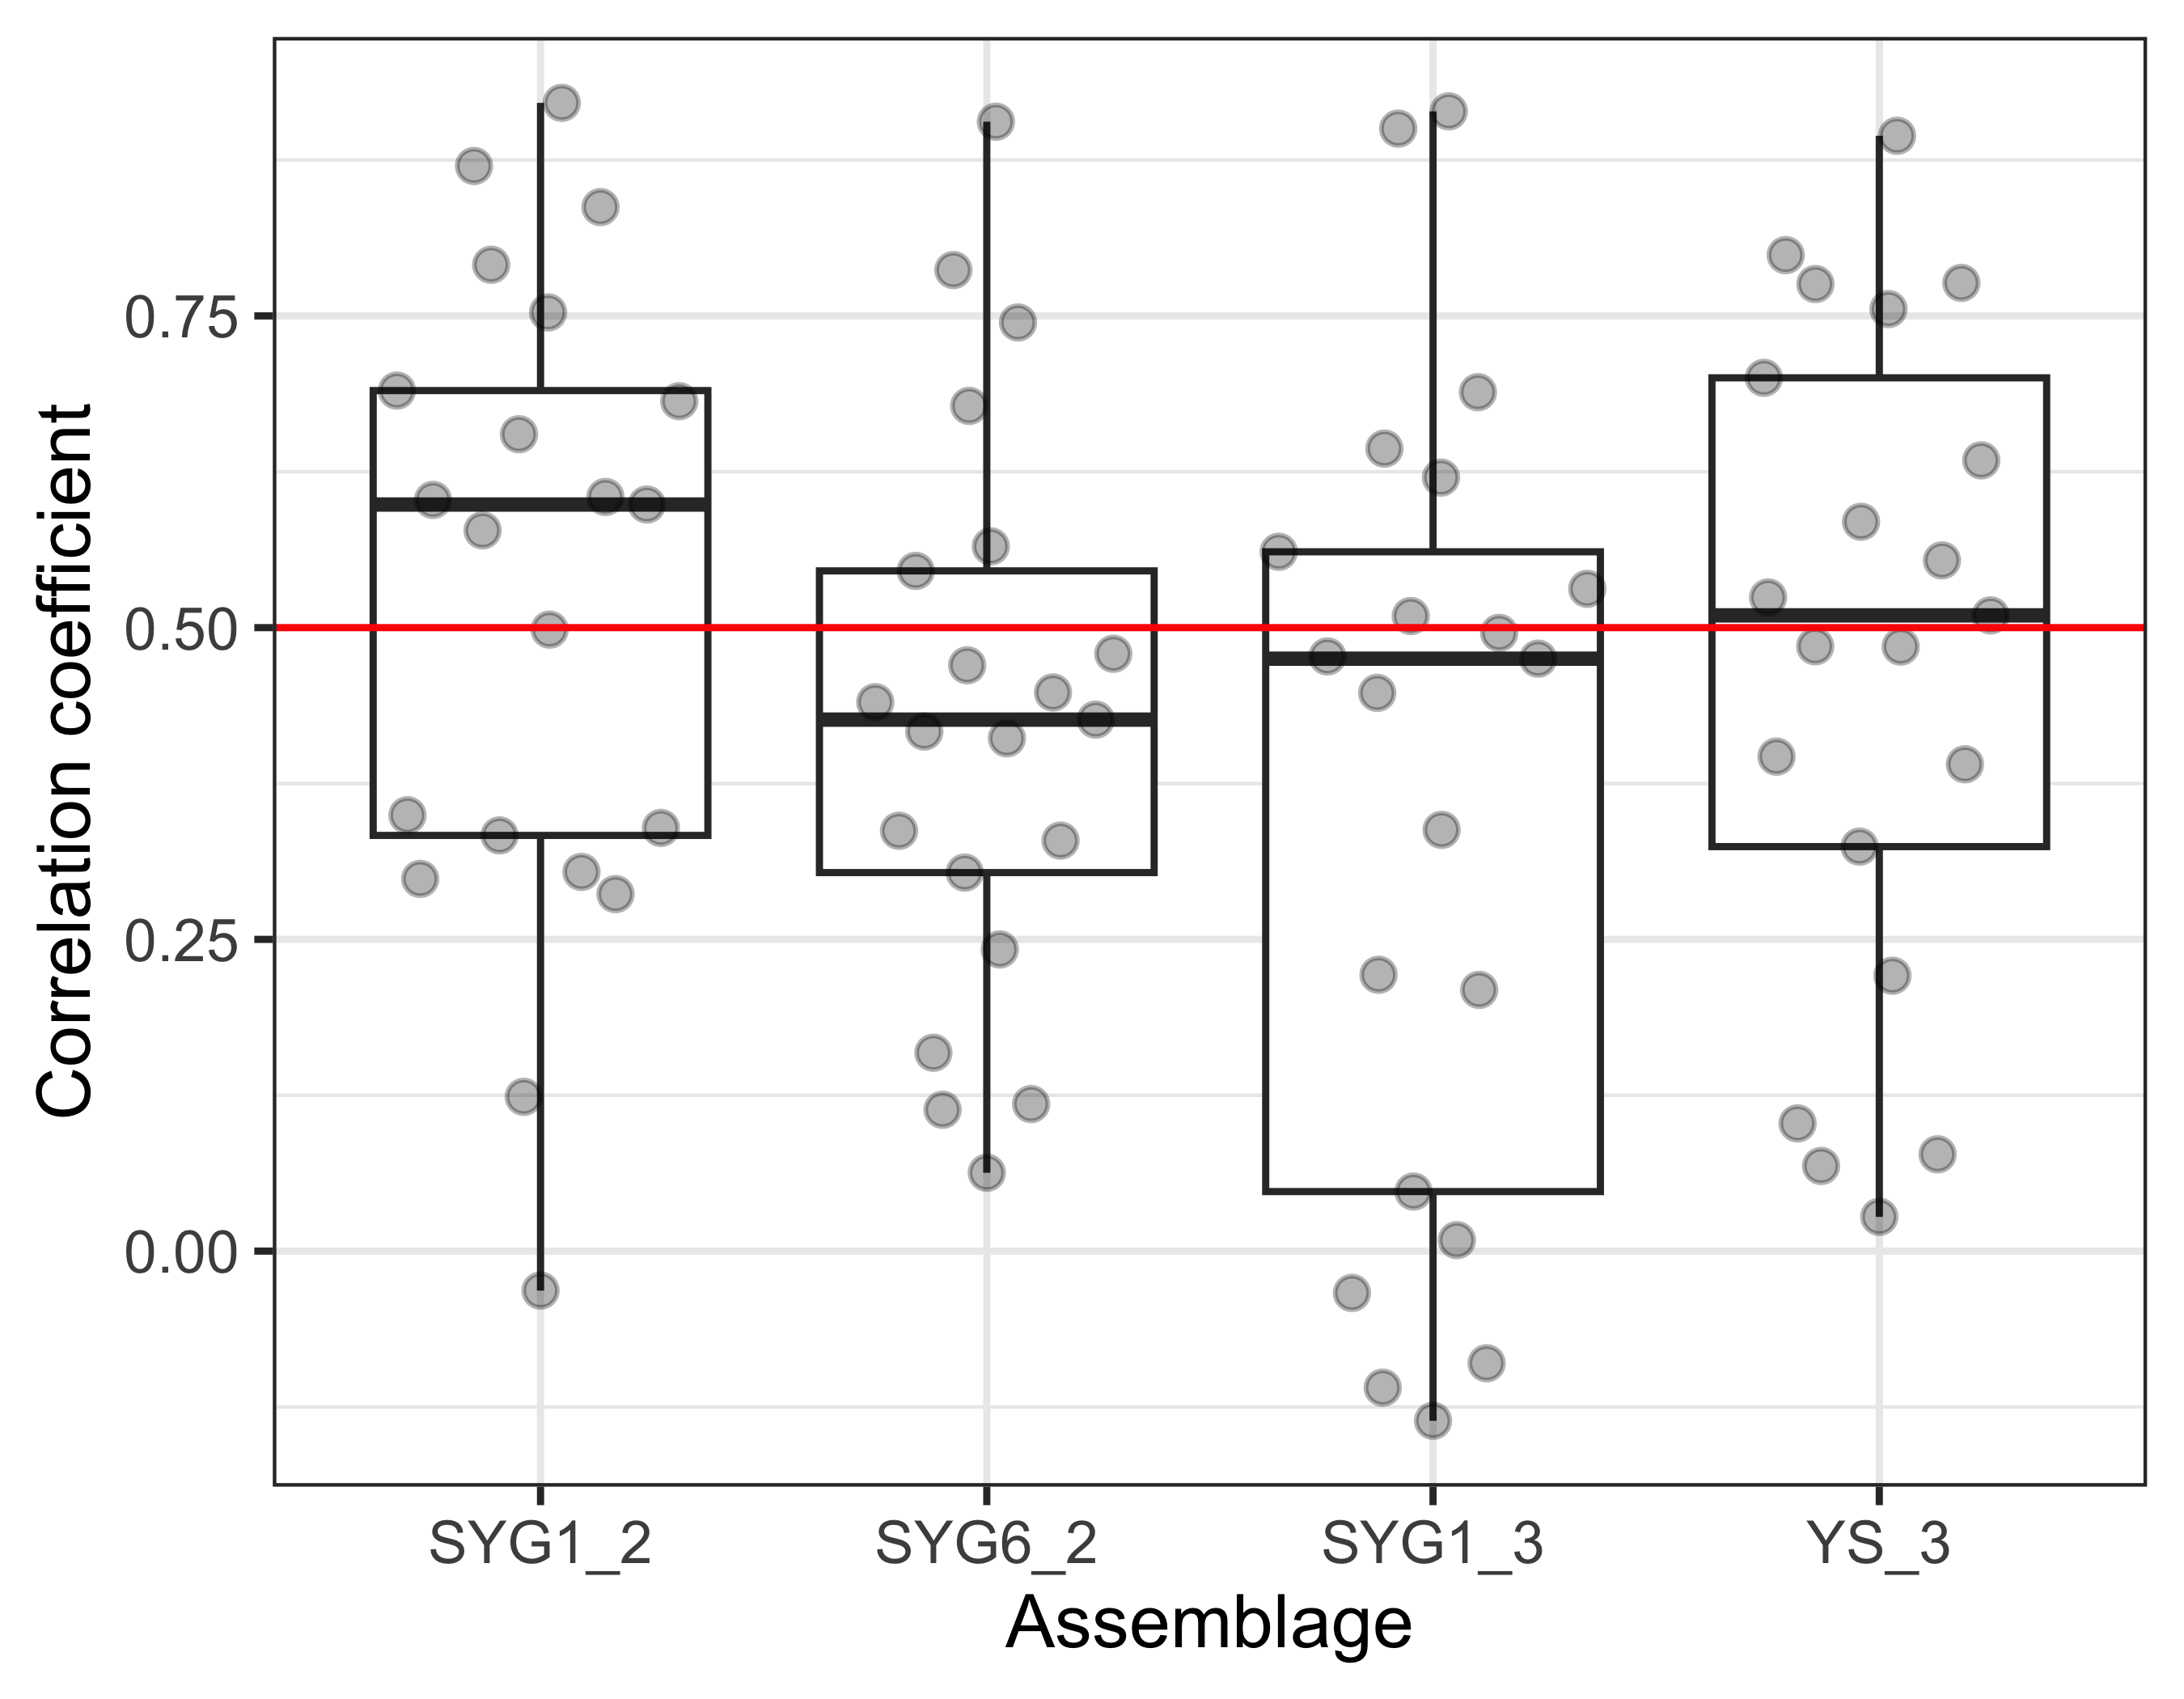 Correlation coefficient
0.75
0.50
0.25
0.00
SYG1_2 SYG6_2 SYG1_3 YS_3
Assemblage